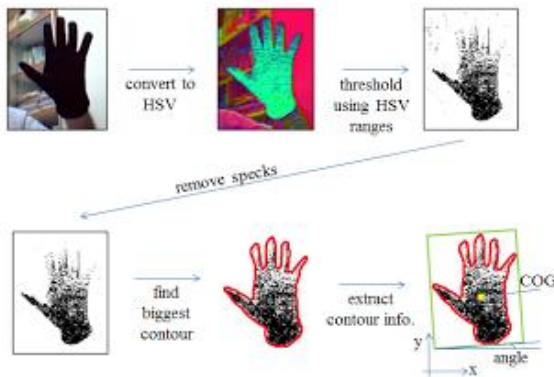 convert to
HSV
threshold
using HSV
ranges
remove specks
find
biggest
contour
extract
contour info.
COG
y
x
angle